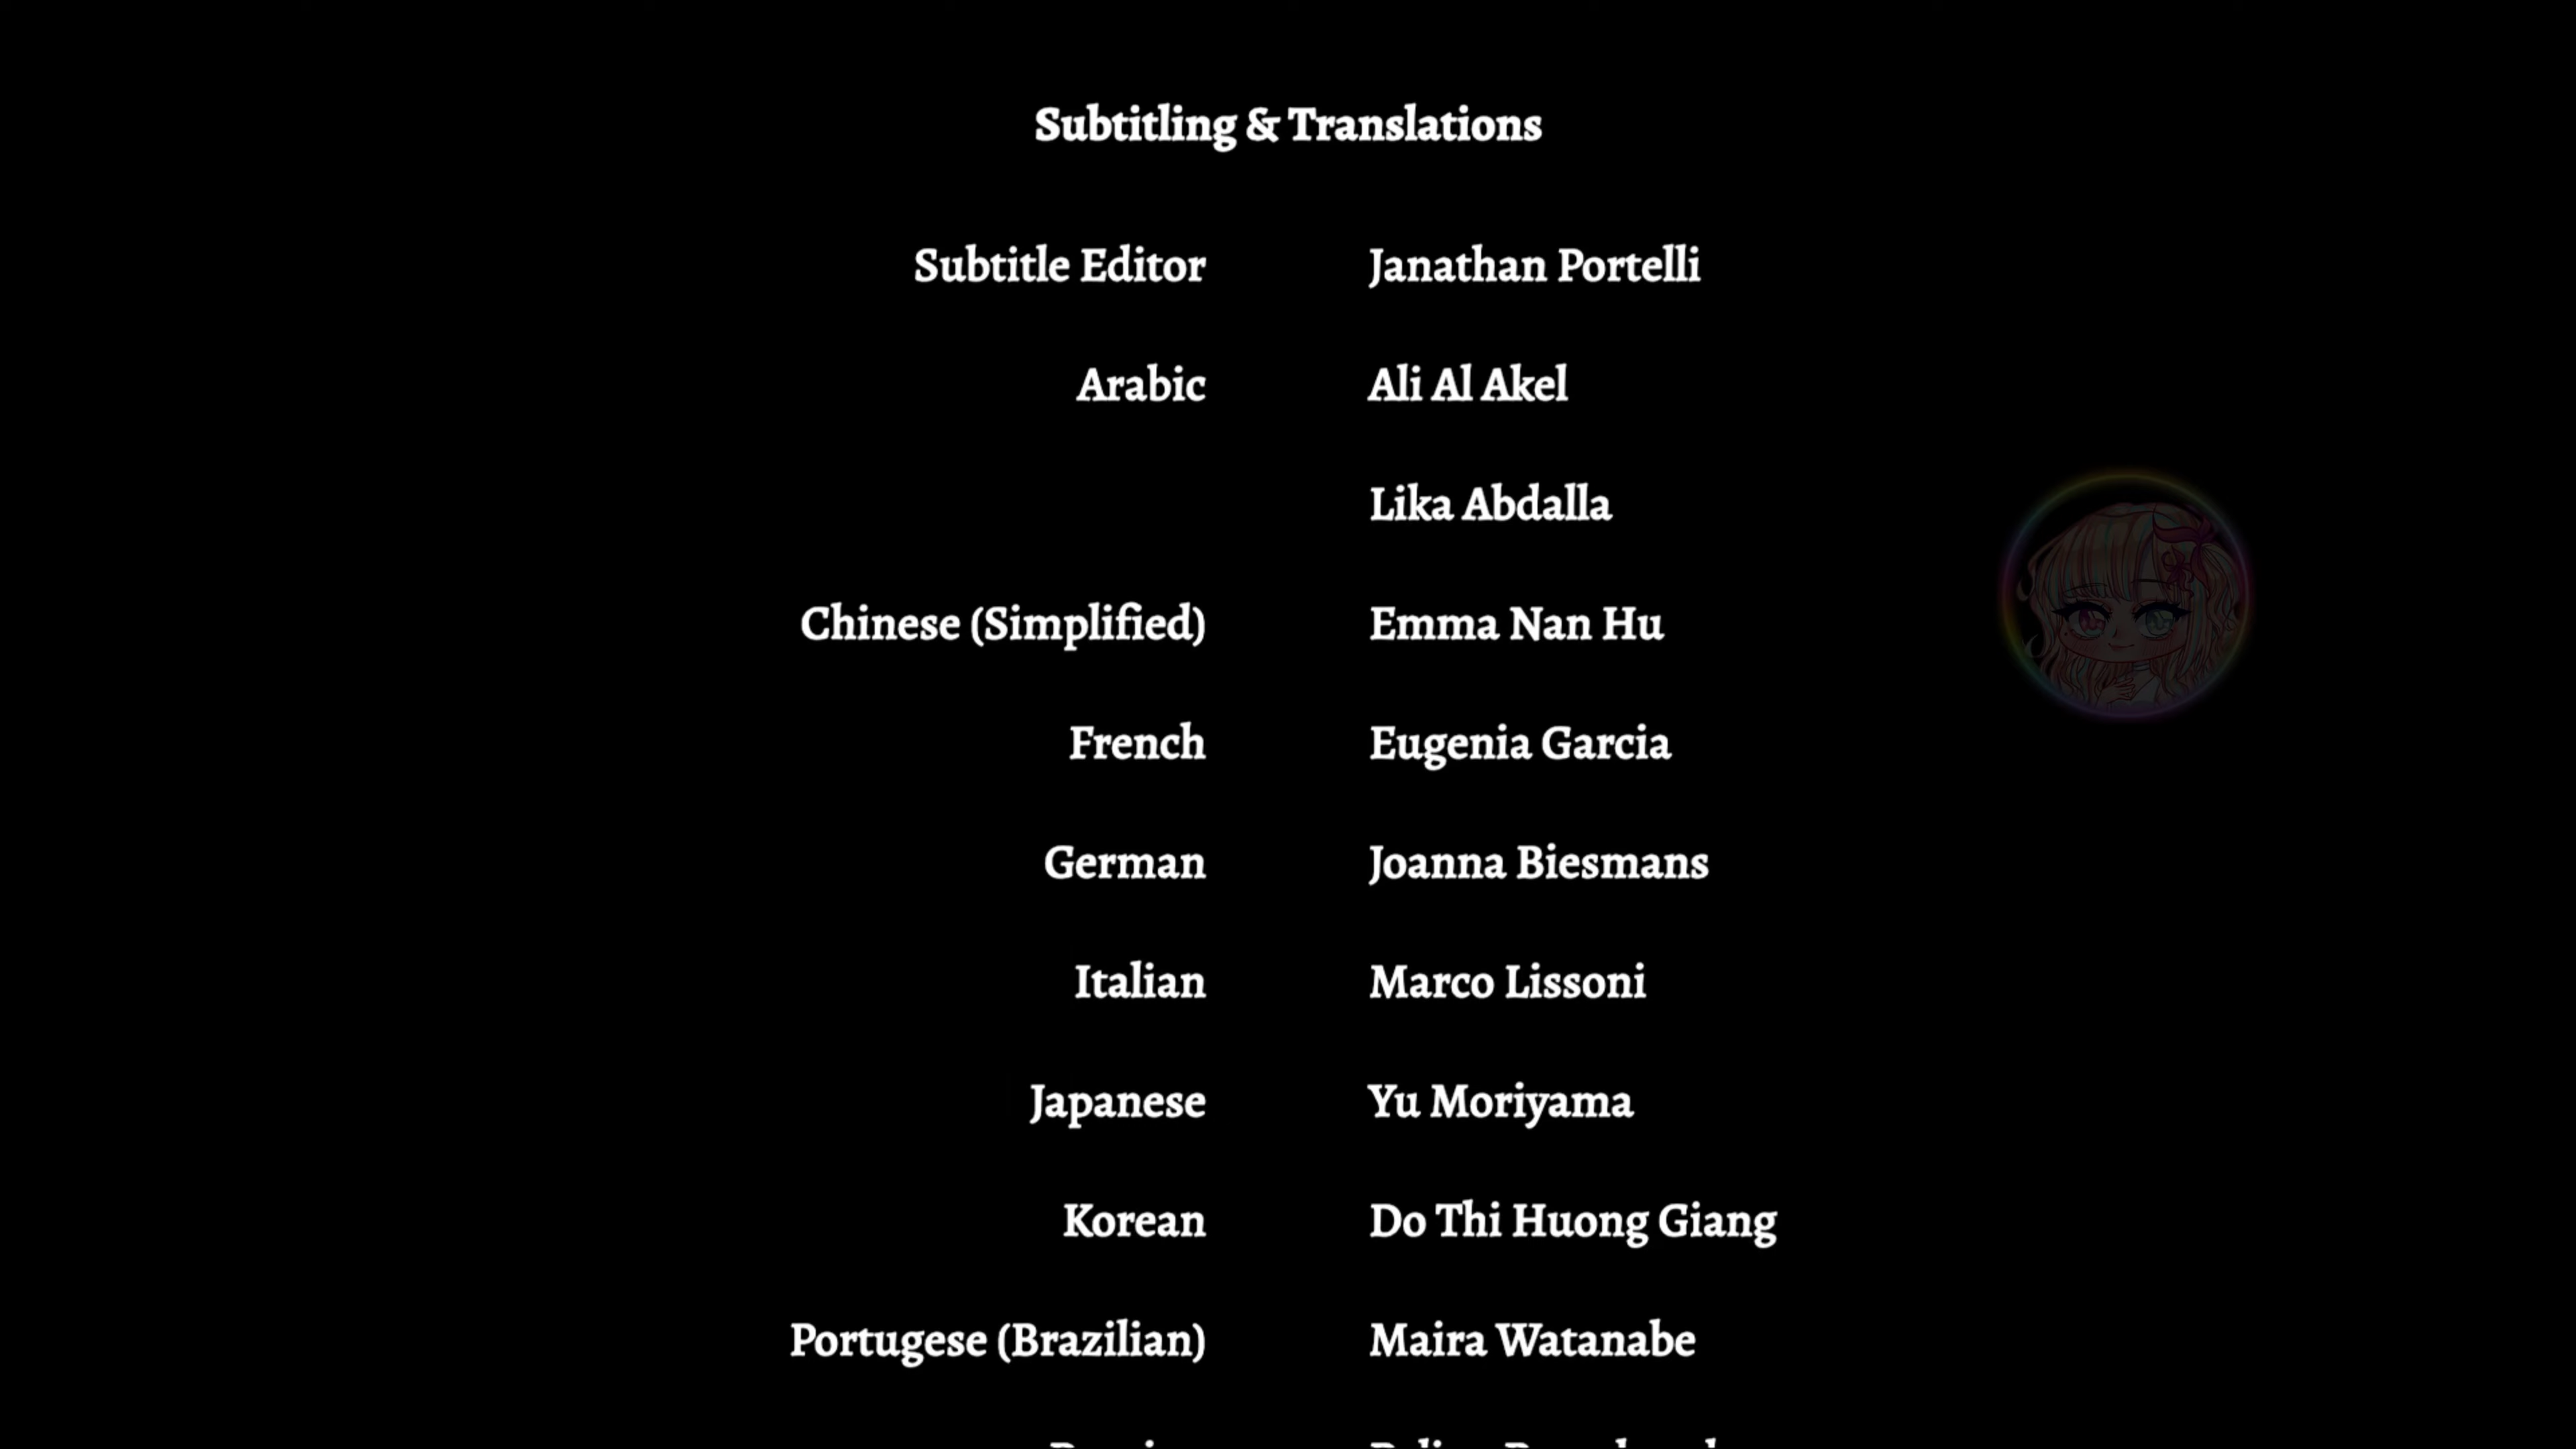 Subtitling & Translations
Subtitle Editor Janathan Portelli
Arabic Ali Al Akel
Lika Abdalla
Chinese (Simplified) Emma Nan Hu
French Eugenia Garcia
German Joanna Biesmans
Italian Marco Lissoni
Japanese Yu Moriyama
Korean Do Thi Huong Giang
Portugese (Brazilian) Maira Watanabe